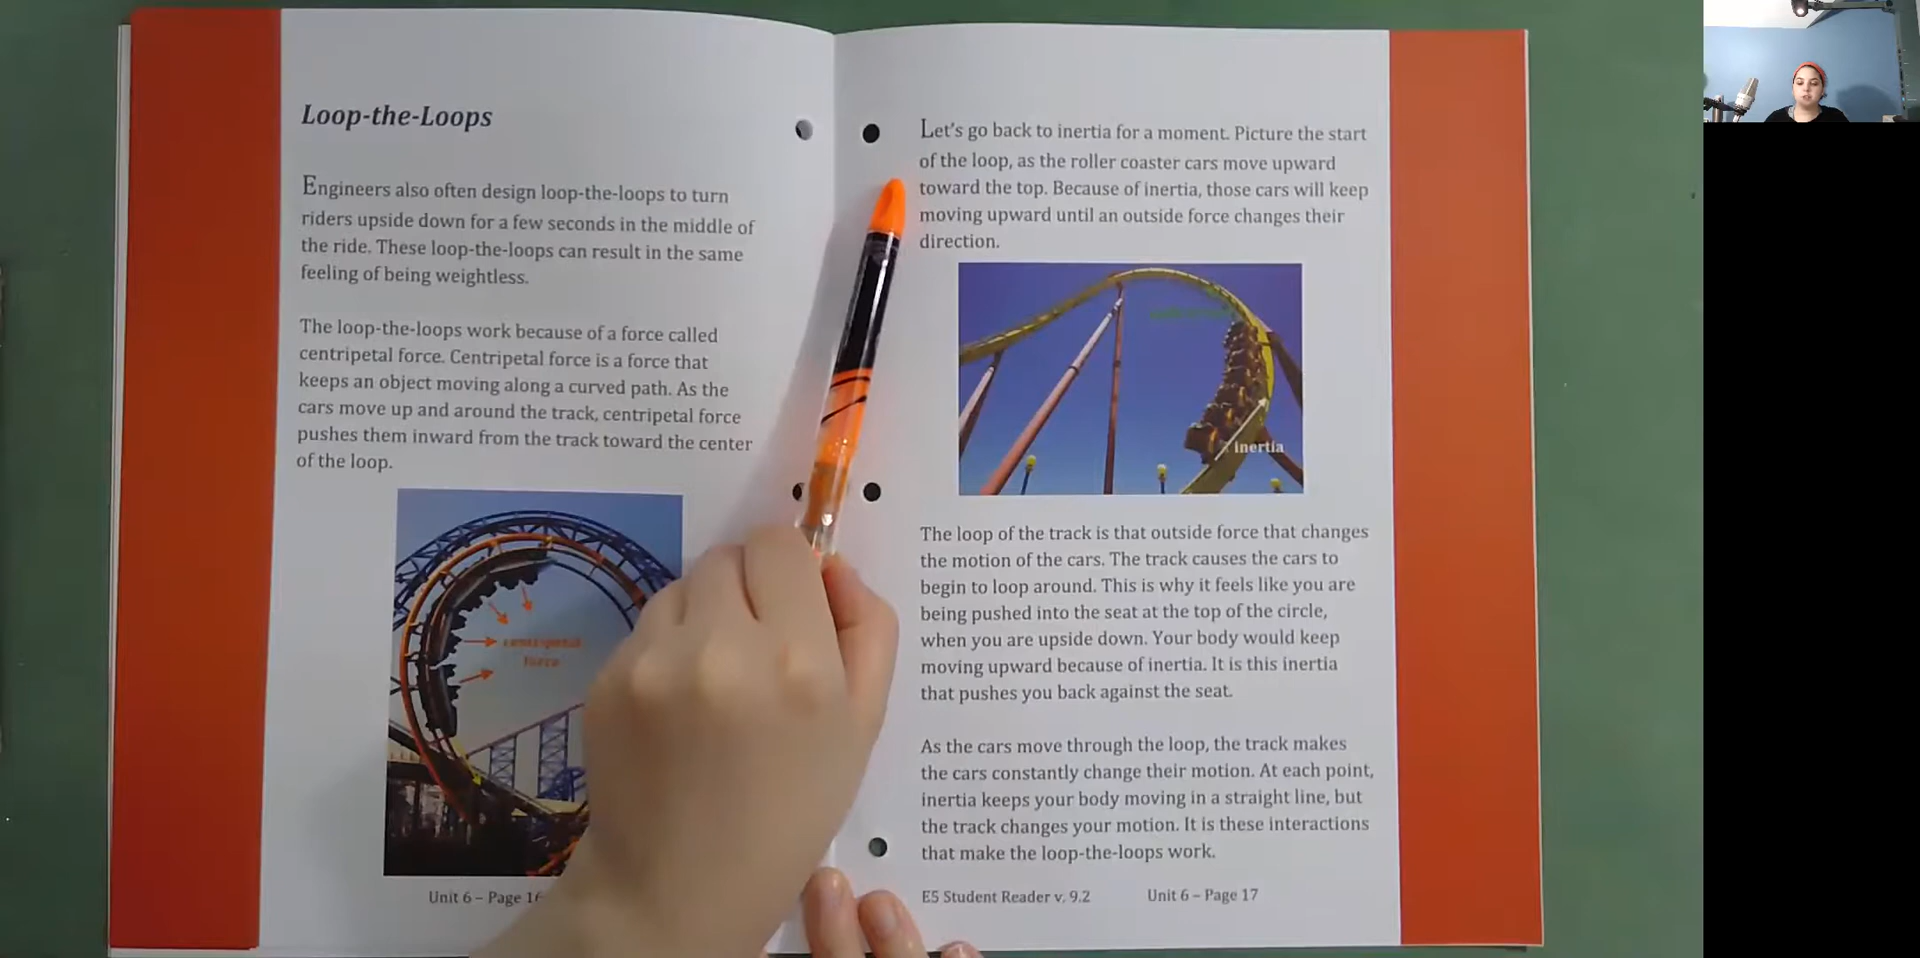 Loop-the-Loops
Engineers also often design loop-the-loops to turn
riders upside down for a few seconds in the middle of
the ride. These loop-the-loops can result in the same
feeling of being weightless.
The loop-the-loops work because of a force called
centripetal force. Centripetal force is a force that
keeps an object moving along a curved path. As the
cars move up and around the track, centripetal force
pushes them inward from the track toward the center
of the loop.
centripetal
force
Unit 6 – Page 16
Let's go back to inertia for a moment. Picture the start
of the loop, as the roller coaster cars move upward
toward the top. Because of inertia, those cars will keep
moving upward until an outside force changes their
direction.
inertia
The loop of the track is that outside force that changes
the motion of the cars. The track causes the cars to
begin to loop around. This is why it feels like you are
being pushed into the seat at the top of the circle,
when you are upside down. Your body would keep
moving upward because of inertia. It is this inertia
that pushes you back against the seat.
As the cars move through the loop, the track makes
the cars constantly change their motion. At each point,
inertia keeps your body moving in a straight line, but
the track changes your motion. It is these interactions
that make the loop-the-loops work.
E5 Student Reader v. 9.2 Unit 6 – Page 17